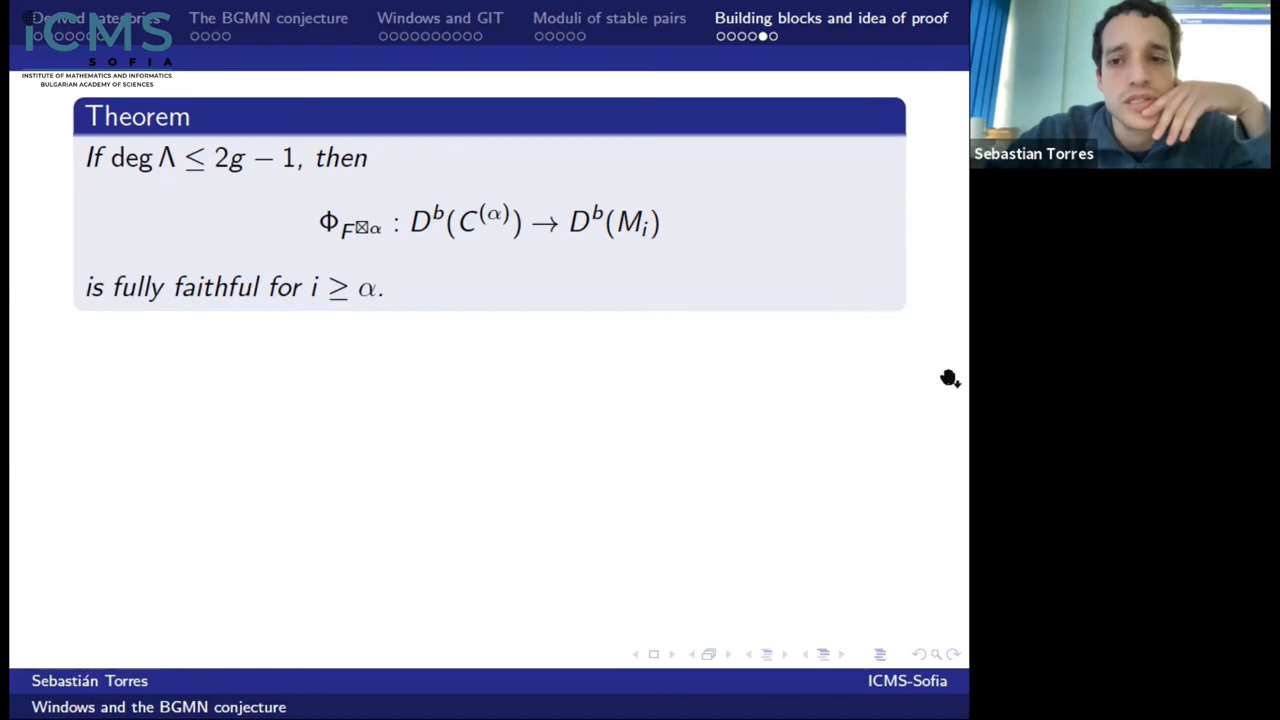 Derived categories
The BGMN conjecture
Windows and GIT
Moduli of stable pairs
Building blocks and idea of proof
ICMS
SOFIA
INSTITUTE OF MATHEMATICS AND INFORMATICS
BULGARIAN ACADEMY OF SCIENCES
Theorem
If deg Λ ≤ 2g − 1, then
Φ_{F^{⊠α}} : D^b(C^{(α)}) → D^b(M_i)
is fully faithful for i ≥ α.
Sebastian Torres
Sebastián Torres
ICMS-Sofia
Windows and the BGMN conjecture